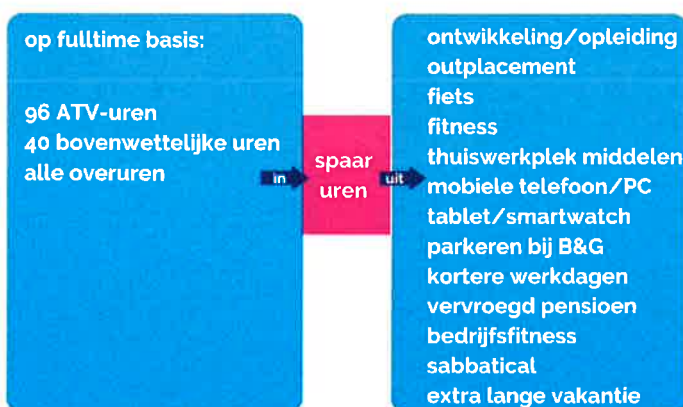 op fulltime basis:
96 ATV-uren
40 bovenwettelijke uren
alle overuren
in
spaar
uren
uit
ontwikkeling/opleiding
outplacement
fiets
fitness
thuiswerkplek middelen
mobiele telefoon/PC
tablet/smartwatch
parkeren bij B&G
kortere werkdagen
vervroegd pensioen
bedrijfsfitness
sabbatical
extra lange vakantie